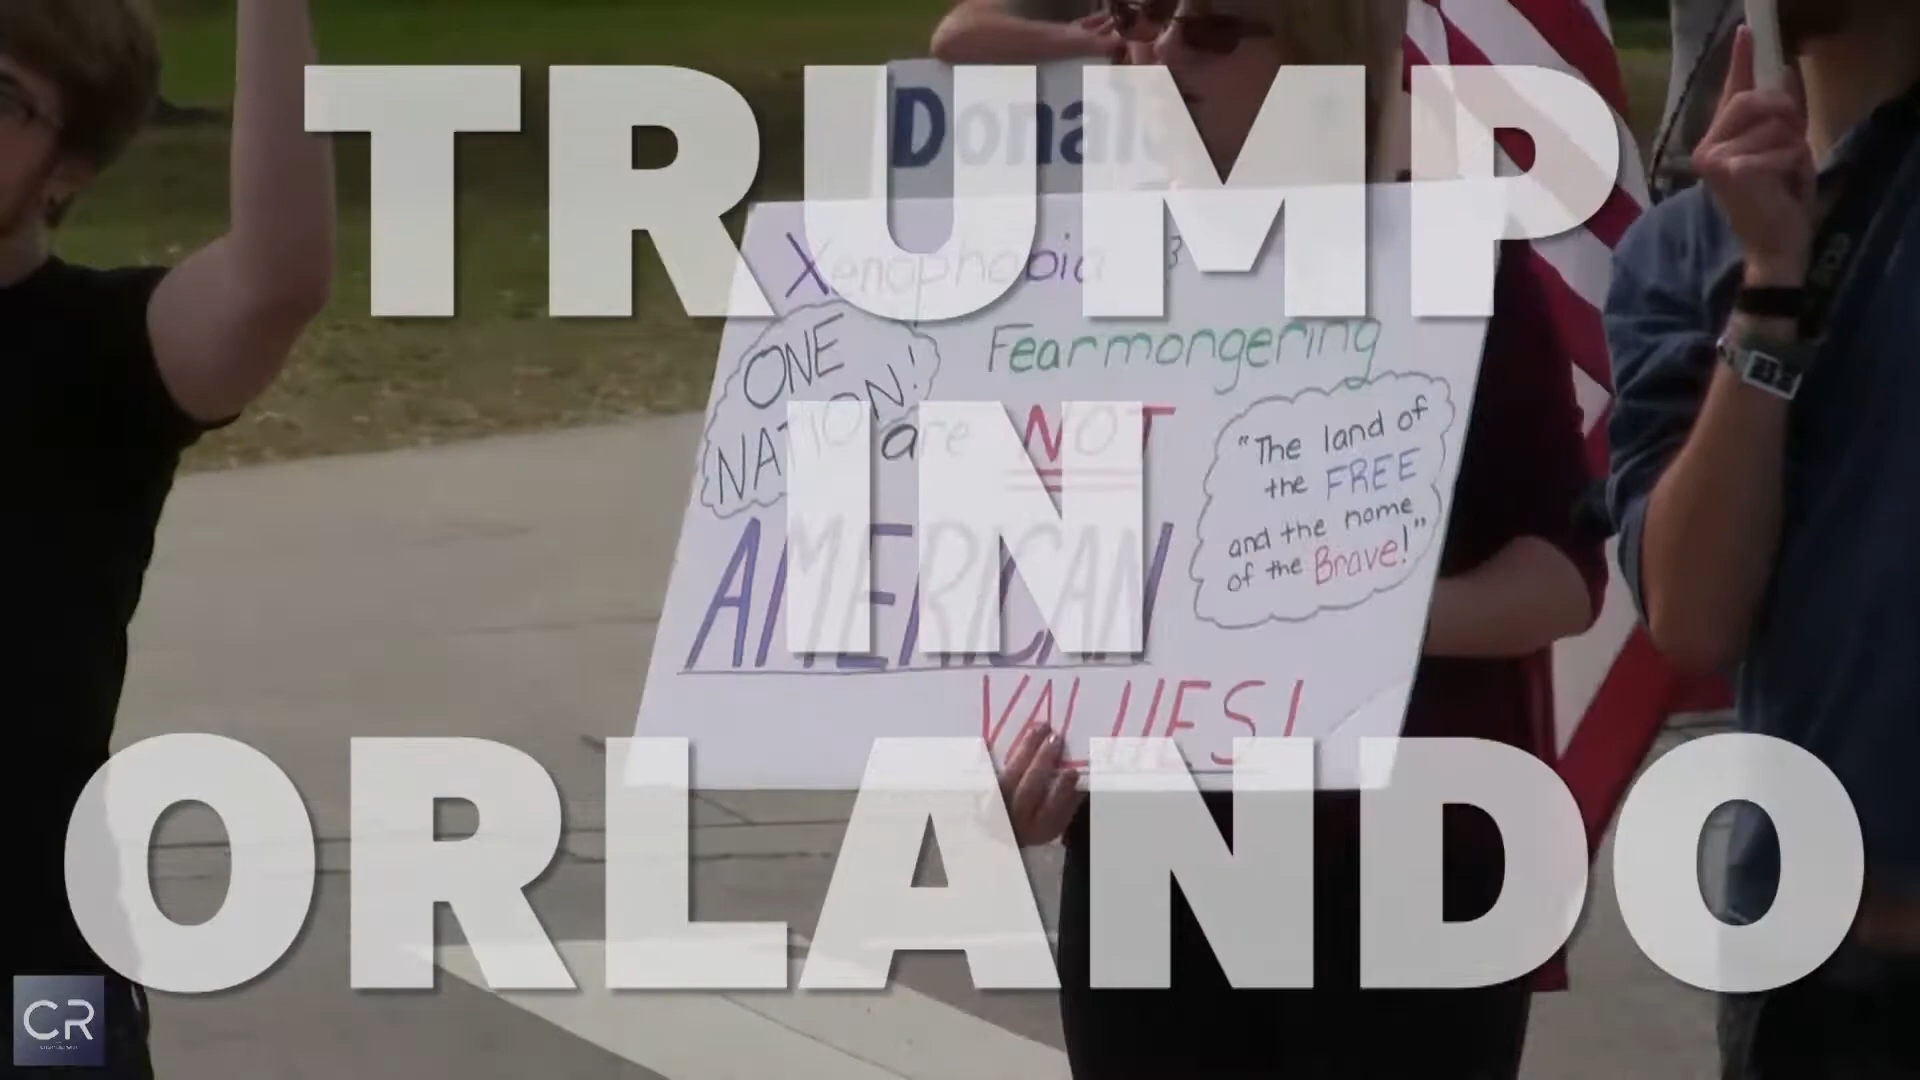 TRUMP
IN
ORLANDO
Donald
Xenophobia &
Fearmongering
are NOT
AMERICAN
VALUES!
ONE
NATION!
"The land of
the FREE
and the home
of the Brave!"
CR